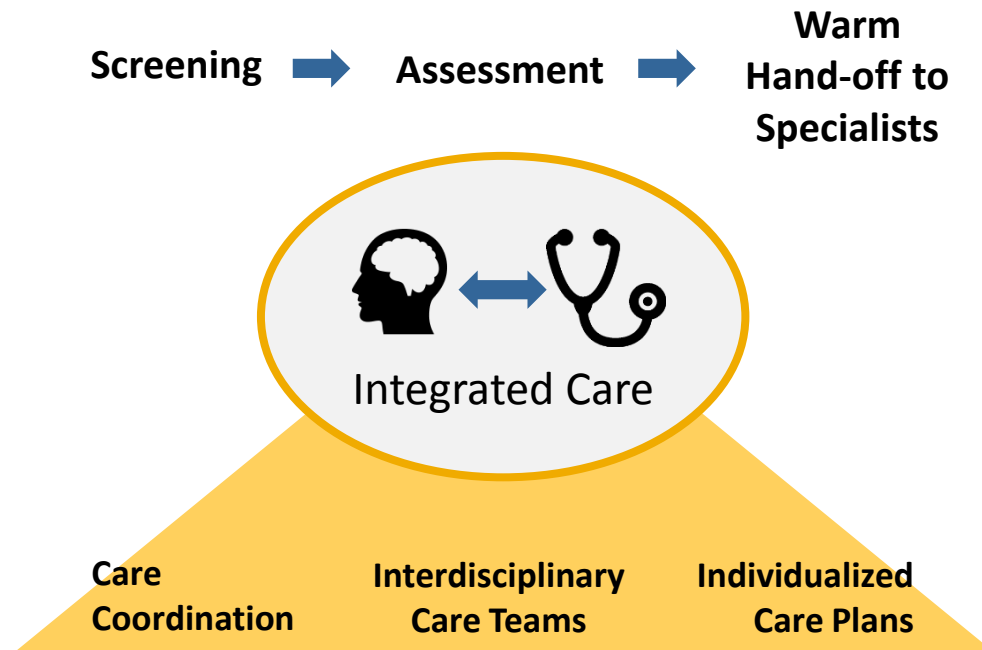 Screening
Assessment
Warm
Hand-off to
Specialists
Integrated Care
Care
Coordination
Interdisciplinary
Care Teams
Individualized
Care Plans